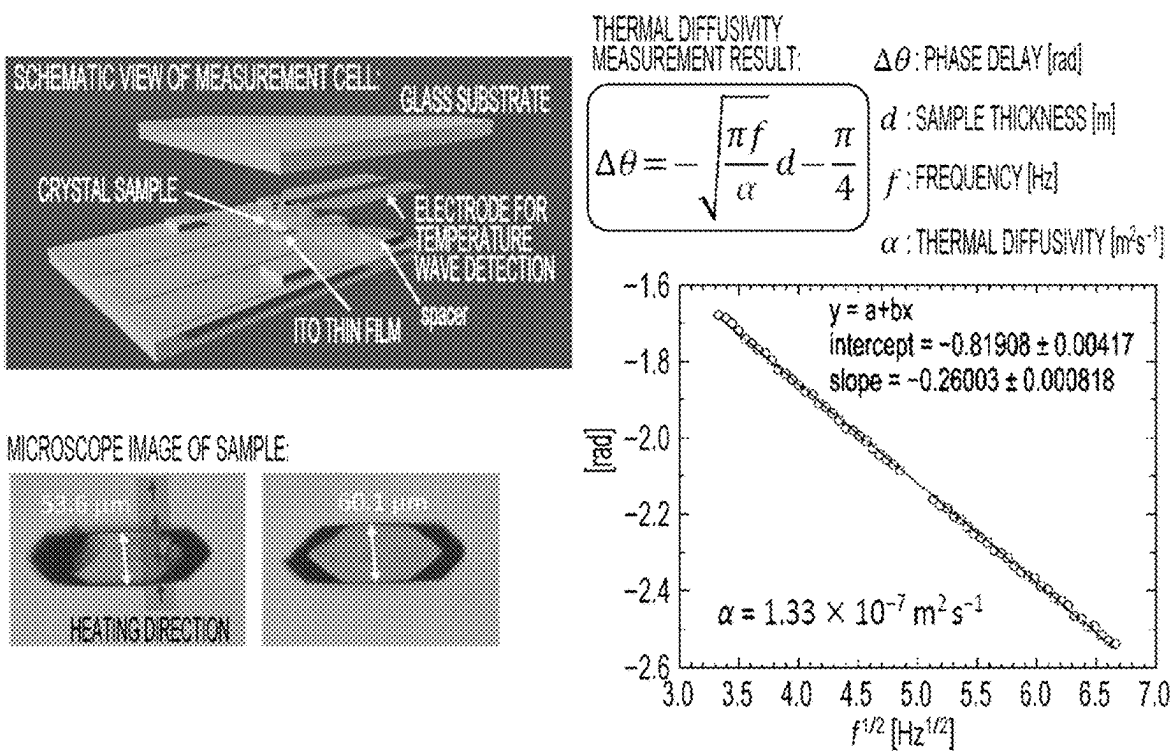 SCHEMATIC VIEW OF MEASUREMENT CELL:
GLASS SUBSTRATE
CRYSTAL SAMPLE
ELECTRODE FOR
TEMPERATURE
WAVE DETECTION
spacer
ITO THIN FILM
MICROSCOPE IMAGE OF SAMPLE:
μm
60.1 μm
HEATING DIRECTION
THERMAL DIFFUSIVITY
MEASUREMENT RESULT:
Δθ = −√(πf/α) d − π/4
Δθ : PHASE DELAY [rad]
d : SAMPLE THICKNESS [m]
f : FREQUENCY [Hz]
α : THERMAL DIFFUSIVITY [m²s⁻¹]
y = a+bx
intercept = −0.81908 ± 0.00417
slope = −0.26003 ± 0.000818
α = 1.33 × 10⁻⁷ m² s⁻¹
[rad]
−1.6
−1.8
−2.0
−2.2
−2.4
−2.6
3.0 3.5 4.0 4.5 5.0 5.5 6.0 6.5 7.0
f^1/2 [Hz^1/2]